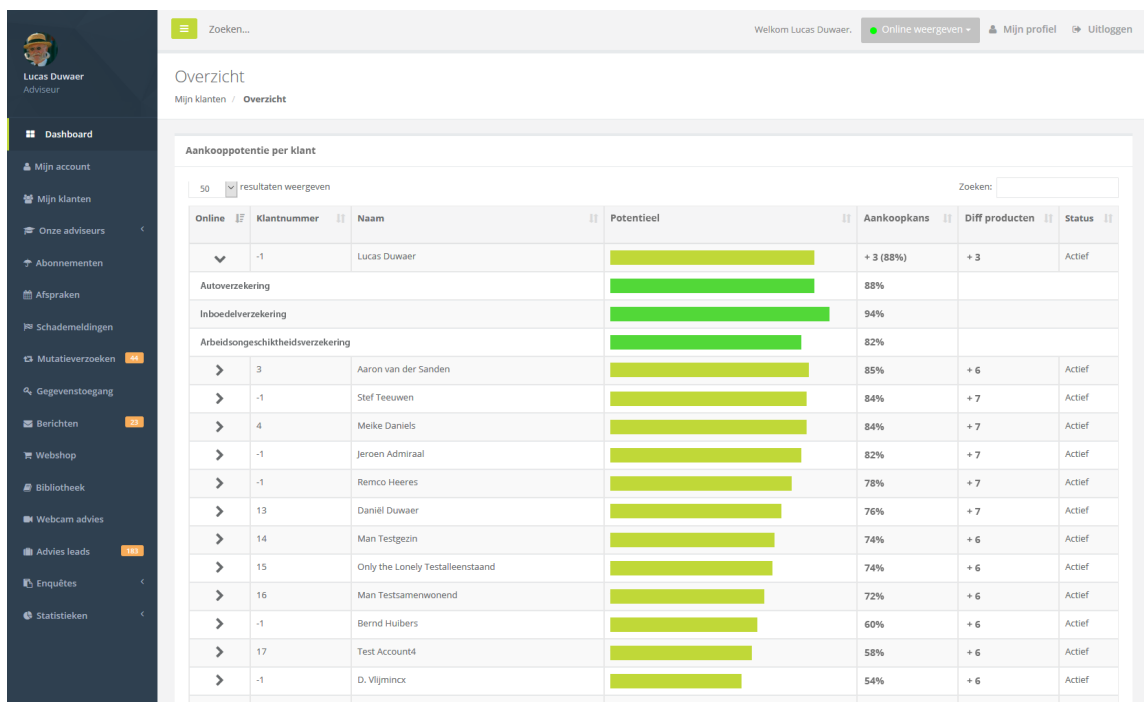 Zoeken...
Welkom Lucas Duwaer.
Online weergeven
Mijn profiel
Uitloggen
Lucas Duwaer
Adviseur
Dashboard
Mijn account
Mijn klanten
Onze adviseurs
Abonnementen
Afspraken
Schademeldingen
Mutatieverzoeken 44
Gegevenstoegang
Berichten 23
Webshop
Bibliotheek
Webcam advies
Advies leads 183
Enquêtes
Statistieken
Overzicht
Mijn klanten / Overzicht
Aankooppotentie per klant
50 resultaten weergeven
Zoeken:
Online Klantnummer Naam Potentieel Aankoopkans Diff producten Status
-1 Lucas Duwaer + 3 (88%) + 3 Actief
Autoverzekering 88%
Inboedelverzekering 94%
Arbeidsongeschiktheidsverzekering 82%
3 Aaron van der Sanden 85% + 6 Actief
-1 Stef Teeuwen 84% + 7 Actief
4 Meike Daniels 84% + 7 Actief
-1 Jeroen Admiraal 82% + 7 Actief
-1 Remco Heeres 78% + 7 Actief
13 Daniël Duwaer 76% + 7 Actief
14 Man Testgezin 74% + 6 Actief
15 Only the Lonely Testalleenstaand 74% + 6 Actief
16 Man Testsamenwonend 72% + 6 Actief
-1 Bernd Huibers 60% + 6 Actief
17 Test Account4 58% + 6 Actief
-1 D. Vlijmincx 54% + 6 Actief